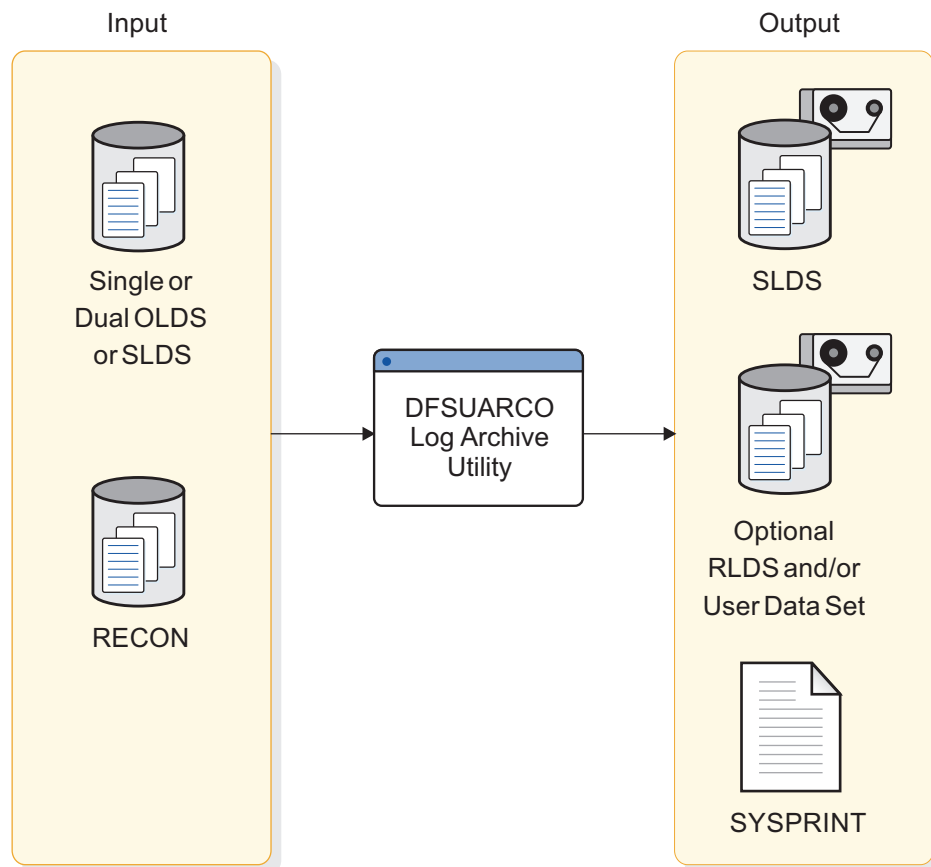 Input
Output
Single or
Dual OLDS
or SLDS
RECON
DFSUARCO
Log Archive
Utility
SLDS
Optional
RLDS and/or
User Data Set
SYSPRINT